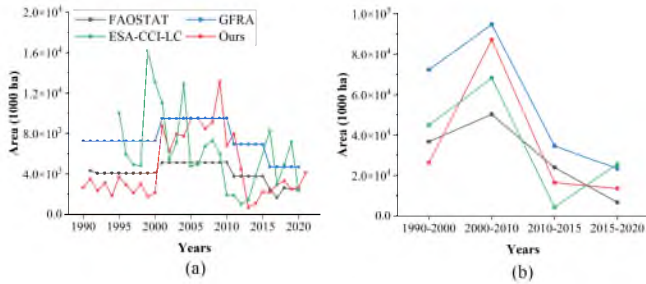 FAOSTAT GFRA
ESA-CCI-LC Ours
2.0×10⁴
1.6×10⁴
1.2×10⁴
8.0×10³
4.0×10³
0.0
Area (1000 ha)
1990 1995 2000 2005 2010 2015 2020
Years
(a)
1.0×10⁵
8.0×10⁴
6.0×10⁴
4.0×10⁴
2.0×10⁴
0.0
Area (1000 ha)
1990-2000 2000-2010 2010-2015 2015-2020
Years
(b)